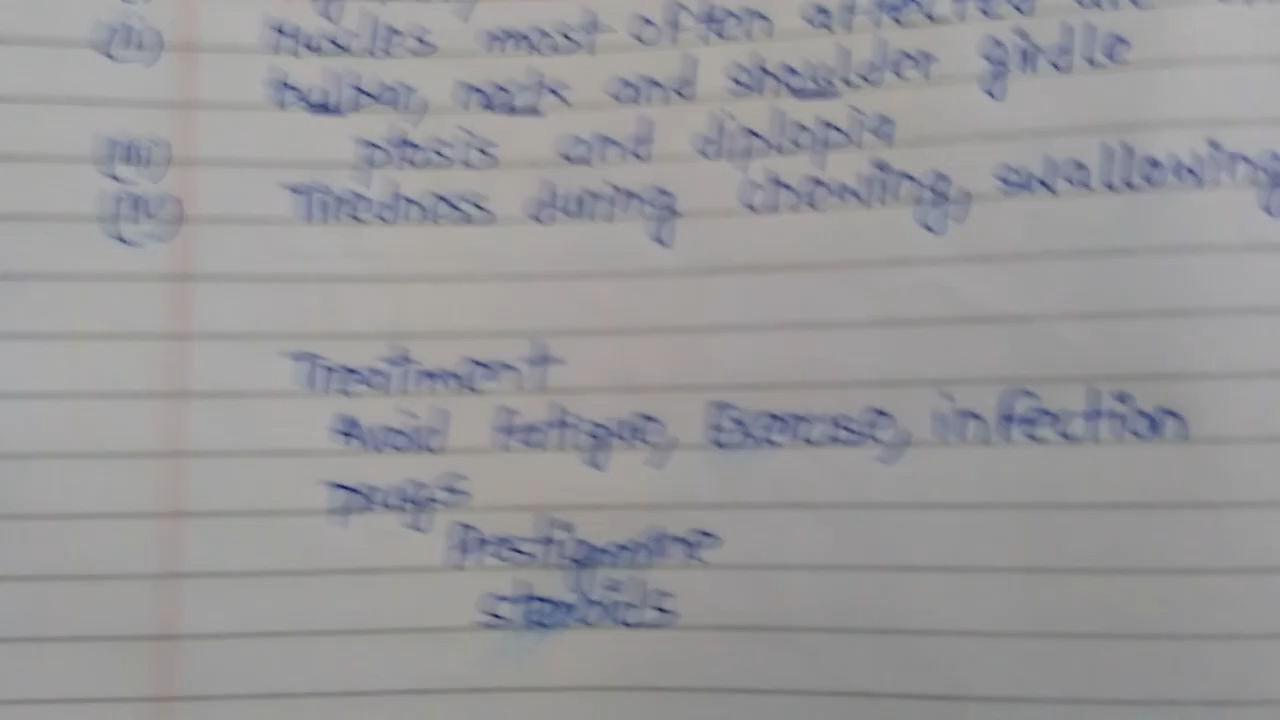 (ii) Muscles most often affected are
bulbar, neck and shoulder girdle
(iii) ptosis and diplopia
(iv) Tiredness during chewing, swallowing
Treatment
Avoid fatigue, Exercise, infection
Drugs
Prostigmine
steroids